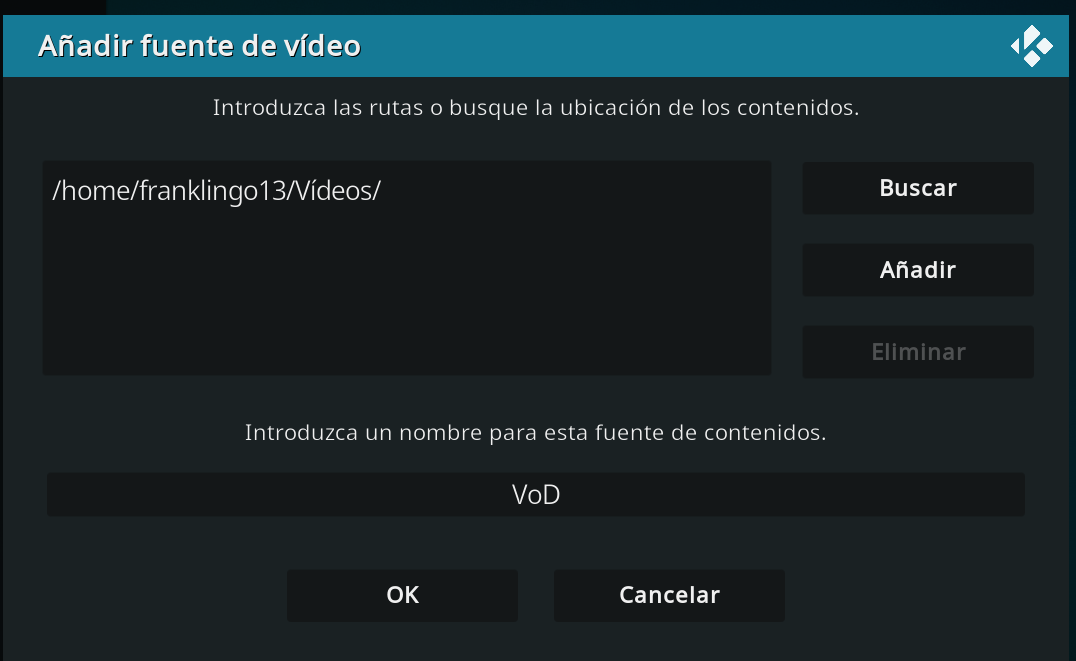 Añadir fuente de vídeo
Introduzca las rutas o busque la ubicación de los contenidos.
/home/franklingo13/Vídeos/
Buscar
Añadir
Eliminar
Introduzca un nombre para esta fuente de contenidos.
VoD
OK
Cancelar